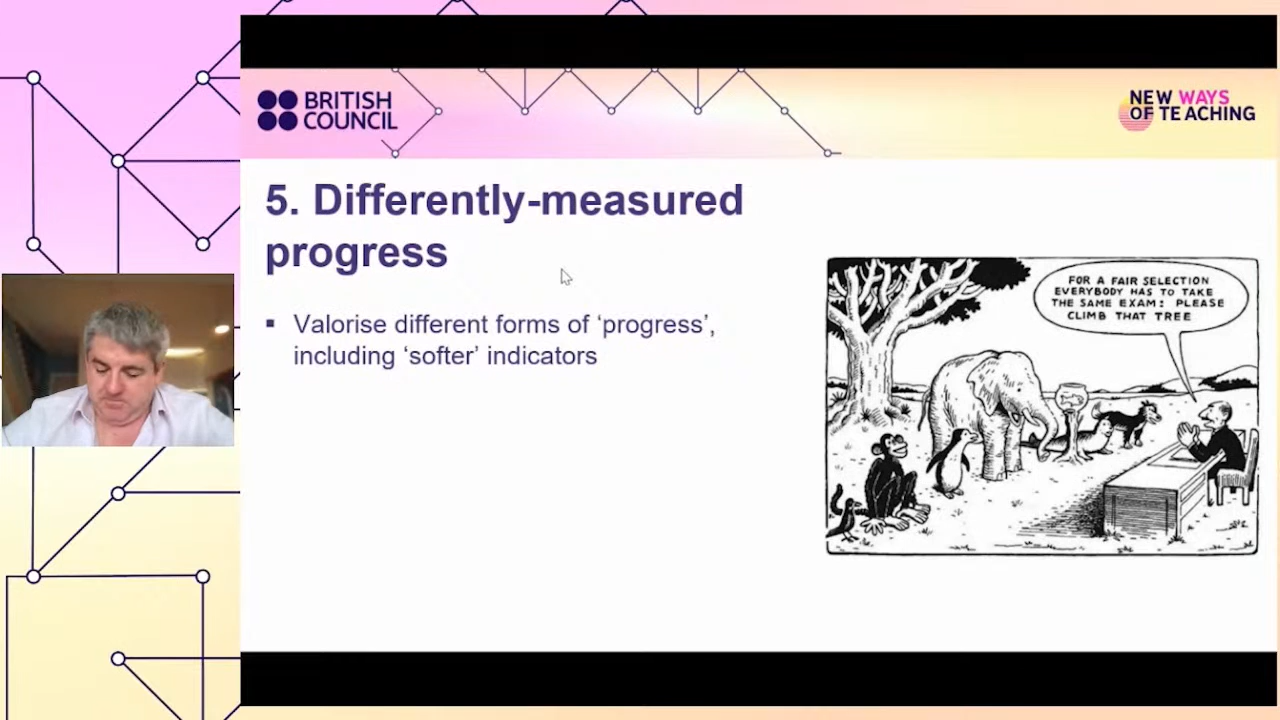 BRITISH
COUNCIL
NEW WAYS
OF TEACHING
5. Differently-measured
progress
▪ Valorise different forms of ‘progress’,
including ‘softer’ indicators
FOR A FAIR SELECTION
EVERYBODY HAS TO TAKE
THE SAME EXAM: PLEASE
CLIMB THAT TREE